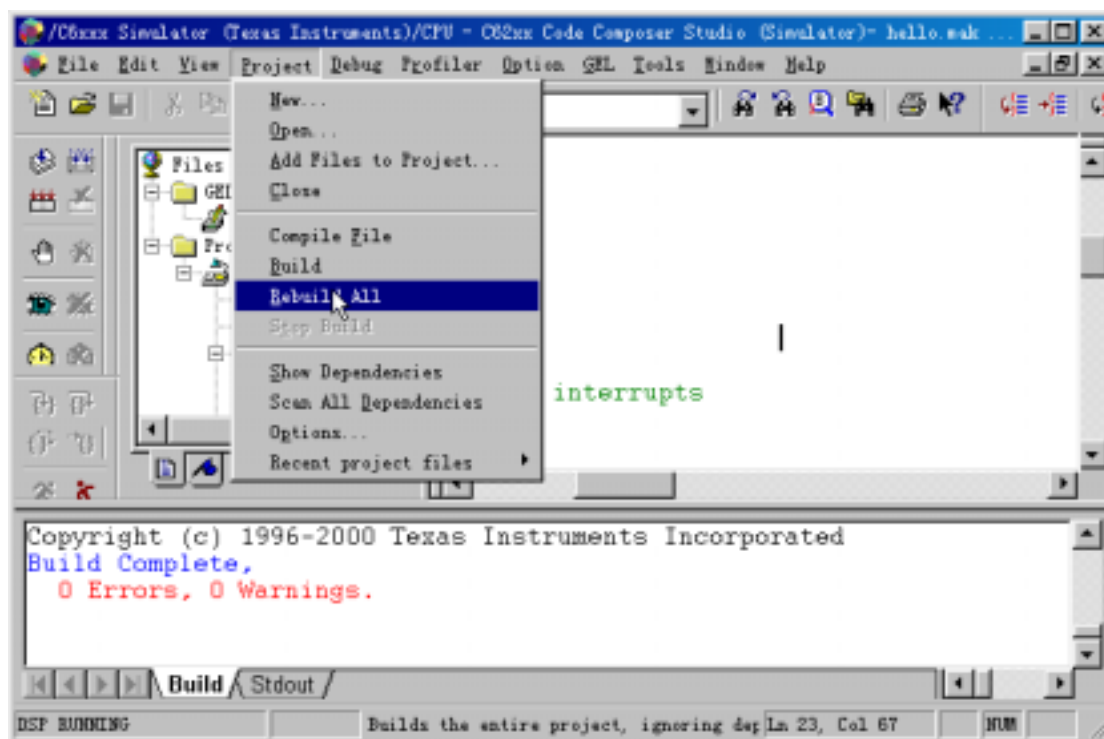 /C6xxx Simulator (Texas Instruments)/CPU - C62xx Code Composer Studio (Simulator)- hello.mak ...
File Edit View Project Debug Profiler Option GEL Tools Window Help
New...
Open...
Add Files to Project...
Close
Compile File
Build
Rebuild All
Stop Build
Show Dependencies
Scan All Dependencies
Options...
Recent project files
Files
GEL
Pro
interrupts
Copyright (c) 1996-2000 Texas Instruments Incorporated
Build Complete,
0 Errors, 0 Warnings.
Build Stdout
DSP RUNNING Builds the entire project, ignoring dep Ln 23, Col 67 NUM